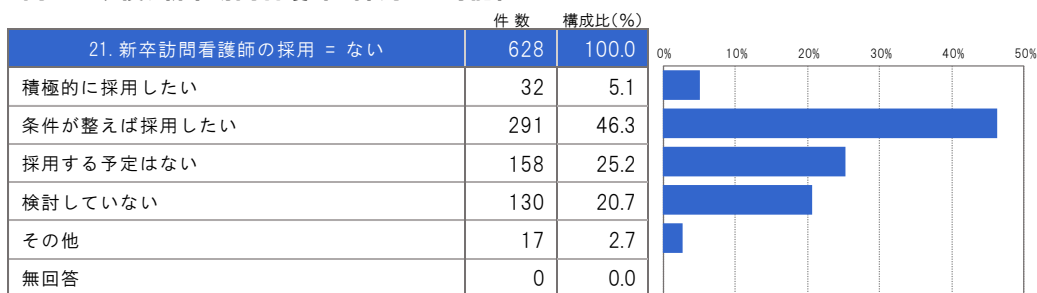 件数 構成比(%)
21.新卒訪問看護師の採用 = ない 628 100.0
0% 10% 20% 30% 40% 50%
積極的に採用したい 32 5.1
条件が整えば採用したい 291 46.3
採用する予定はない 158 25.2
検討していない 130 20.7
その他 17 2.7
無回答 0 0.0